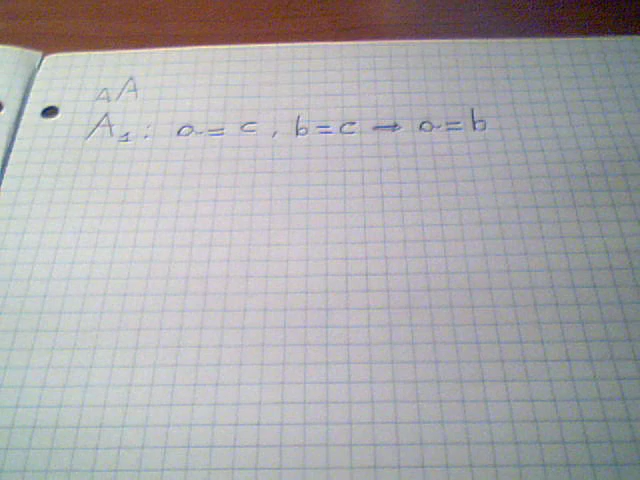 AA
A₁: a = c, b = c → a = b